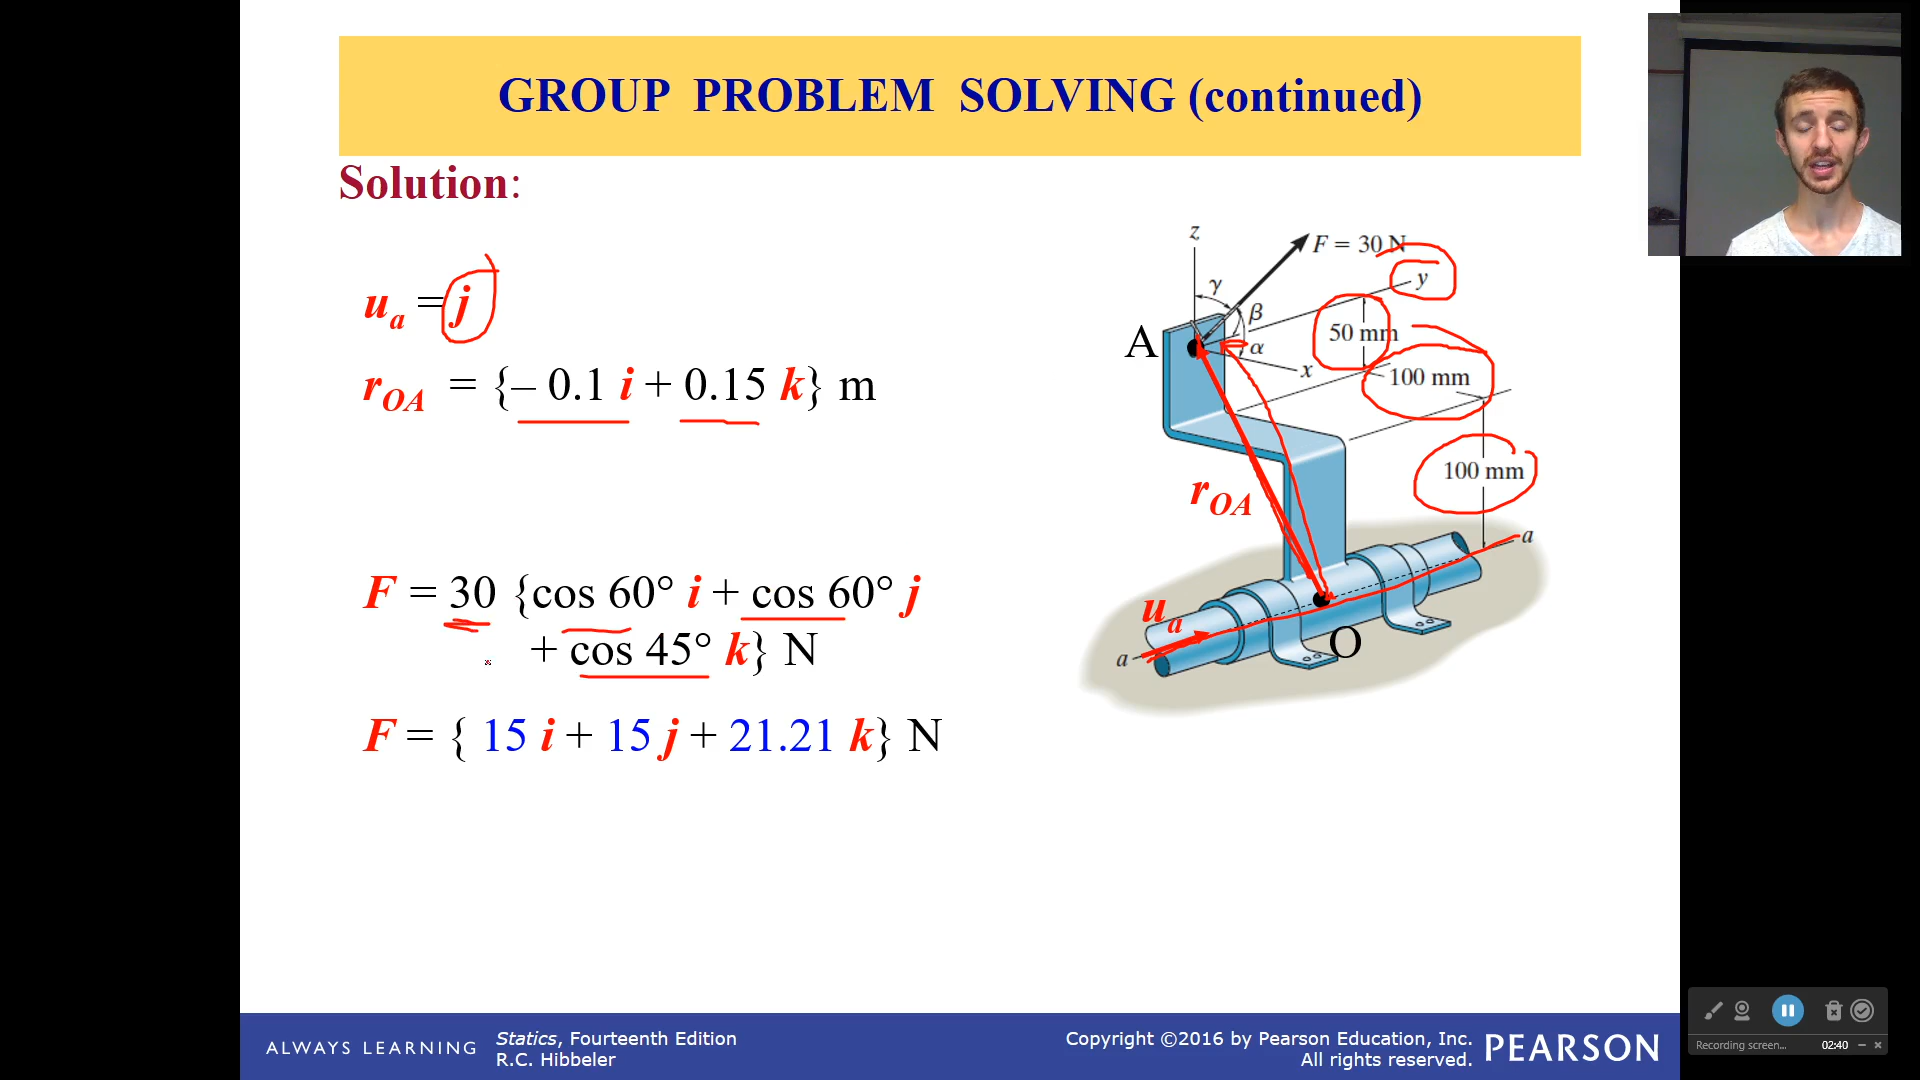 GROUP PROBLEM SOLVING (continued)
Solution:
u_a = j
r_OA = {– 0.1 i + 0.15 k} m
F = 30 {cos 60° i + cos 60° j
+ cos 45° k} N
F = { 15 i + 15 j + 21.21 k} N
z
F = 30 N
y
γ
β
A
50 mm
α
x
100 mm
100 mm
r_OA
a
u_a
O
a
ALWAYS LEARNING
Statics, Fourteenth Edition
R.C. Hibbeler
Copyright ©2016 by Pearson Education, Inc.
All rights reserved.
PEARSON
Recording screen...
02:40